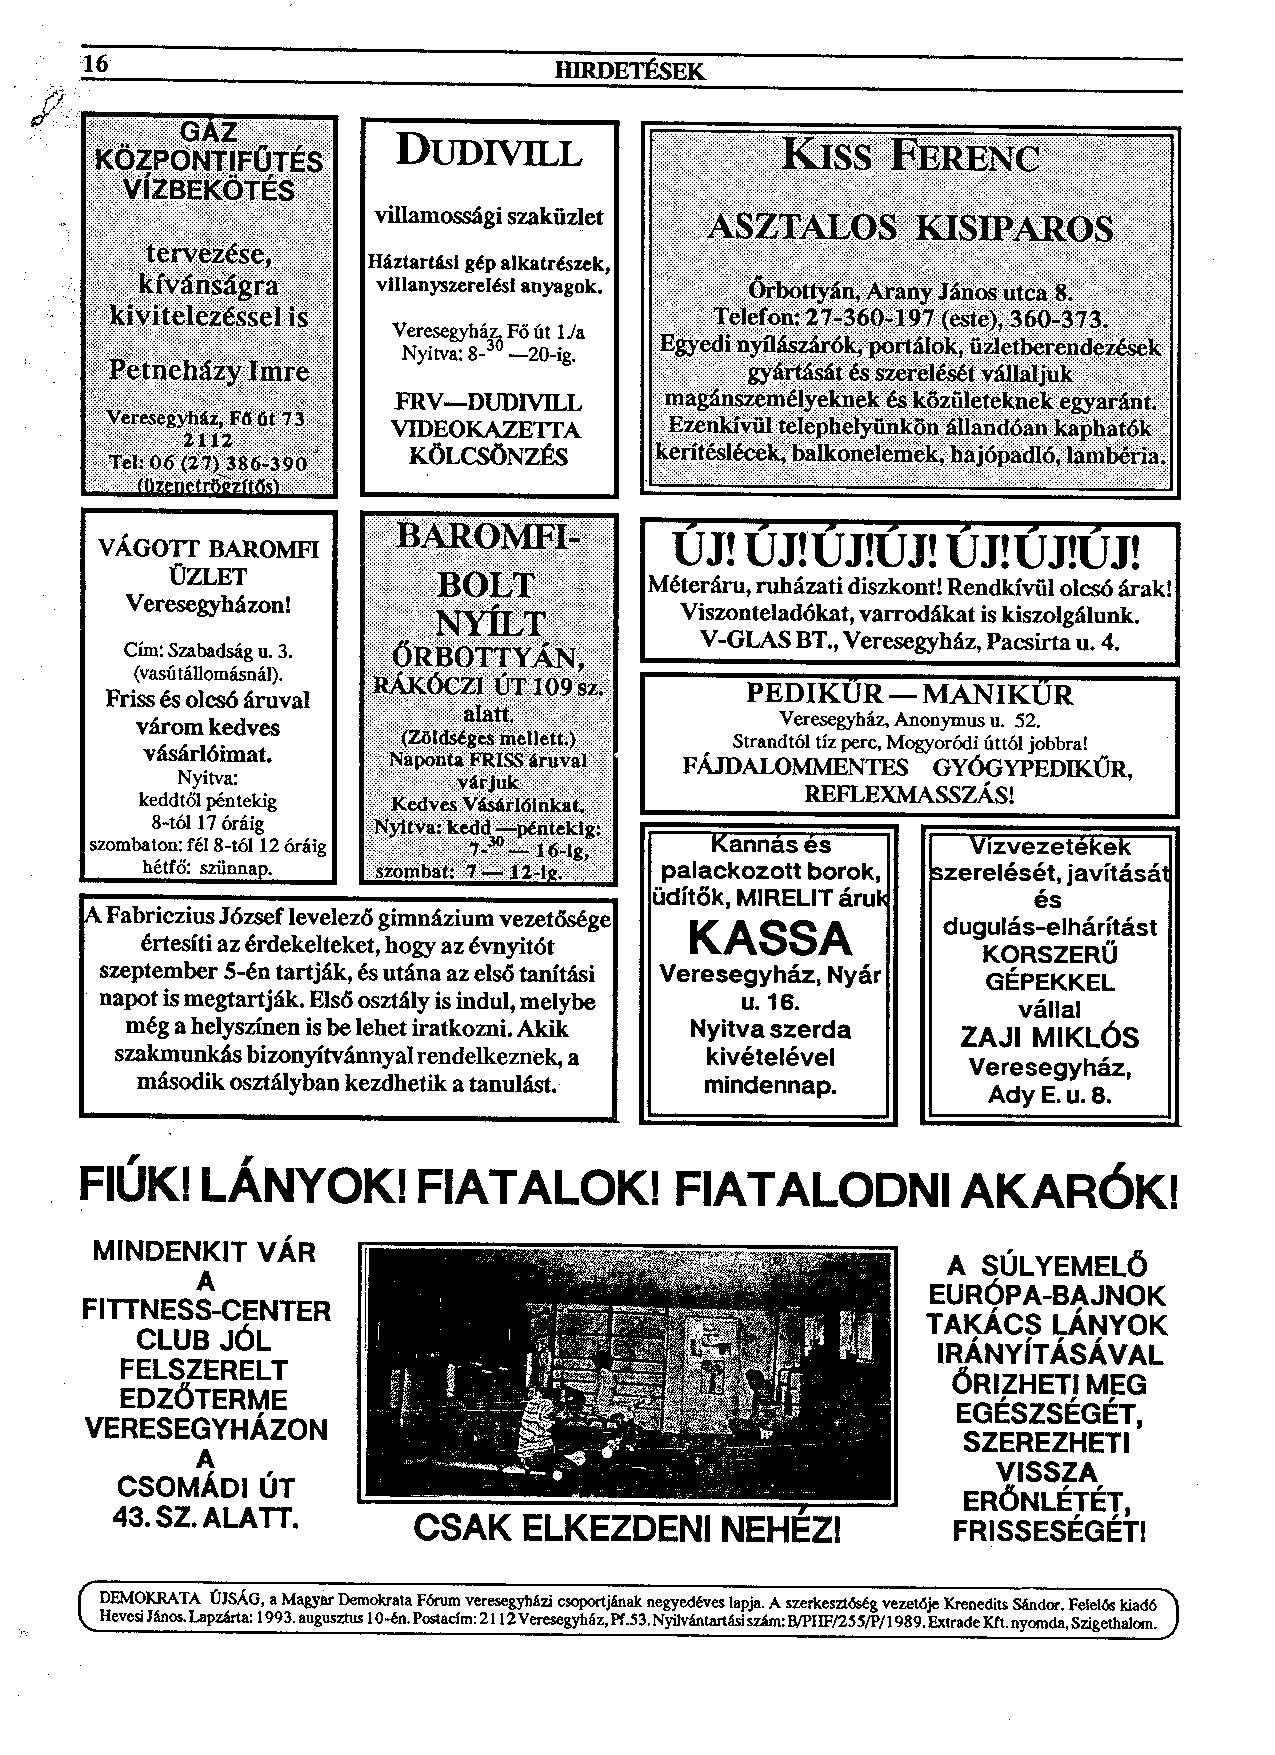 16
HIRDETÉSEK
GÁZ
KÖZPONTIFŰTÉS
VÍZBEKÖTÉS
tervezése,
kívánságra
kivitelezéssel is
Petneházy Imre
Veresegyház, Fő út 73
2112
Tel: 06 (27) 386-390
(üzenetrögzítős)
DUDIVILL
villamossági szaküzlet
Háztartási gép alkatrészek,
villanyszerelési anyagok.
Veresegyház, Fő út 1./a
Nyitva: 8-30 —20-ig.
FRV—DUDIVILL
VIDEOKAZETTA
KÖLCSÖNZÉS
KISS FERENC
ASZTALOS KISIPAROS
Őrbottyán, Arany János utca 8.
Telefon: 27-360-197 (este), 360-373.
Egyedi nyílászárók, portálok, üzletberendezések
gyártását és szerelését vállaljuk
magánszemélyeknek és közületeknek egyaránt.
Ezenkívül telephelyünkön állandóan kaphatók
kerítéslécek, balkonelemek, hajópadló, lambéria.
VÁGOTT BAROMFI
ÜZLET
Veresegyházon!
Cím: Szabadság u. 3.
(vasútállomásnál).
Friss és olcsó áruval
várom kedves
vásárlóimat.
Nyitva:
keddtől péntekig
8-tól 17 óráig
szombaton: fél 8-tól 12 óráig
hétfő: szünnap.
BAROMFI-
BOLT
NYÍLT
ŐRBOTTYÁN,
RÁKÓCZI ÚT 109 sz.
alatt.
(Zöldséges mellett.)
Naponta FRISS áruval
várjuk
Kedves Vásárlóinkat.
Nyitva: kedd —péntekig:
7-30 — 16-ig,
szombat: 7 — 12-ig.
ÚJ! ÚJ! ÚJ! ÚJ! ÚJ! ÚJ! ÚJ!
Méteráru, ruházati diszkont! Rendkívül olcsó árak!
Viszonteladókat, varrodákat is kiszolgálunk.
V-GLAS BT., Veresegyház, Pacsirta u. 4.
PEDIKŰR — MANIKŰR
Veresegyház, Anonymus u. 52.
Strandtól tíz perc, Mogyoródi úttól jobbra!
FÁJDALOMMENTES GYÓGYPEDIKŰR,
REFLEXMASSZÁS!
A Fabriczius József levelező gimnázium vezetősége
értesíti az érdekelteket, hogy az évnyitót
szeptember 5-én tartják, és utána az első tanítási
napot is megtartják. Első osztály is indul, melybe
még a helyszínen is be lehet iratkozni. Akik
szakmunkás bizonyítvánnyal rendelkeznek, a
második osztályban kezdhetik a tanulást.
Kannás és
palackozott borok,
üdítők, MIRELIT áruk
KASSA
Veresegyház, Nyár
u. 16.
Nyitva szerda
kivételével
mindennap.
Vízvezetékek
szerelését, javítását
és
dugulás-elhárítást
KORSZERŰ
GÉPEKKEL
vállal
ZAJI MIKLÓS
Veresegyház,
Ady E. u. 8.
FIÚK! LÁNYOK! FIATALOK! FIATALODNI AKARÓK!
MINDENKIT VÁR
A
FITTNESS-CENTER
CLUB JÓL
FELSZERELT
EDZŐTERME
VERESEGYHÁZON
A
CSOMÁDI ÚT
43. SZ. ALATT.
CSAK ELKEZDENI NEHÉZ!
A SÚLYEMELŐ
EURÓPA-BAJNOK
TAKÁCS LÁNYOK
IRÁNYÍTÁSÁVAL
ŐRIZHETI MEG
EGÉSZSÉGÉT,
SZEREZHETI
VISSZA
ERŐNLÉTÉT,
FRISSESÉGÉT!
DEMOKRATA ÚJSÁG, a Magyar Demokrata Fórum veresegyházi csoportjának negyedéves lapja. A szerkesztőség vezetője Krenedits Sándor. Felelős kiadó
Hevesi János. Lapzárta: 1993. augusztus 10-én. Postacím: 2112 Veresegyház, Pf. 53. Nyilvántartási szám: B/PHF/255/P/1989. Extrade Kft. nyomda, Szigethalom.